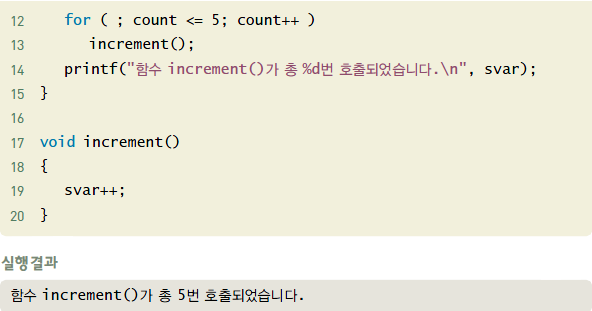 12 for ( ; count <= 5; count++ )
13 increment();
14 printf("함수 increment()가 총 %d번 호출되었습니다.\n", svar);
15 }
16
17 void increment()
18 {
19 svar++;
20 }
실행결과
함수 increment()가 총 5번 호출되었습니다.